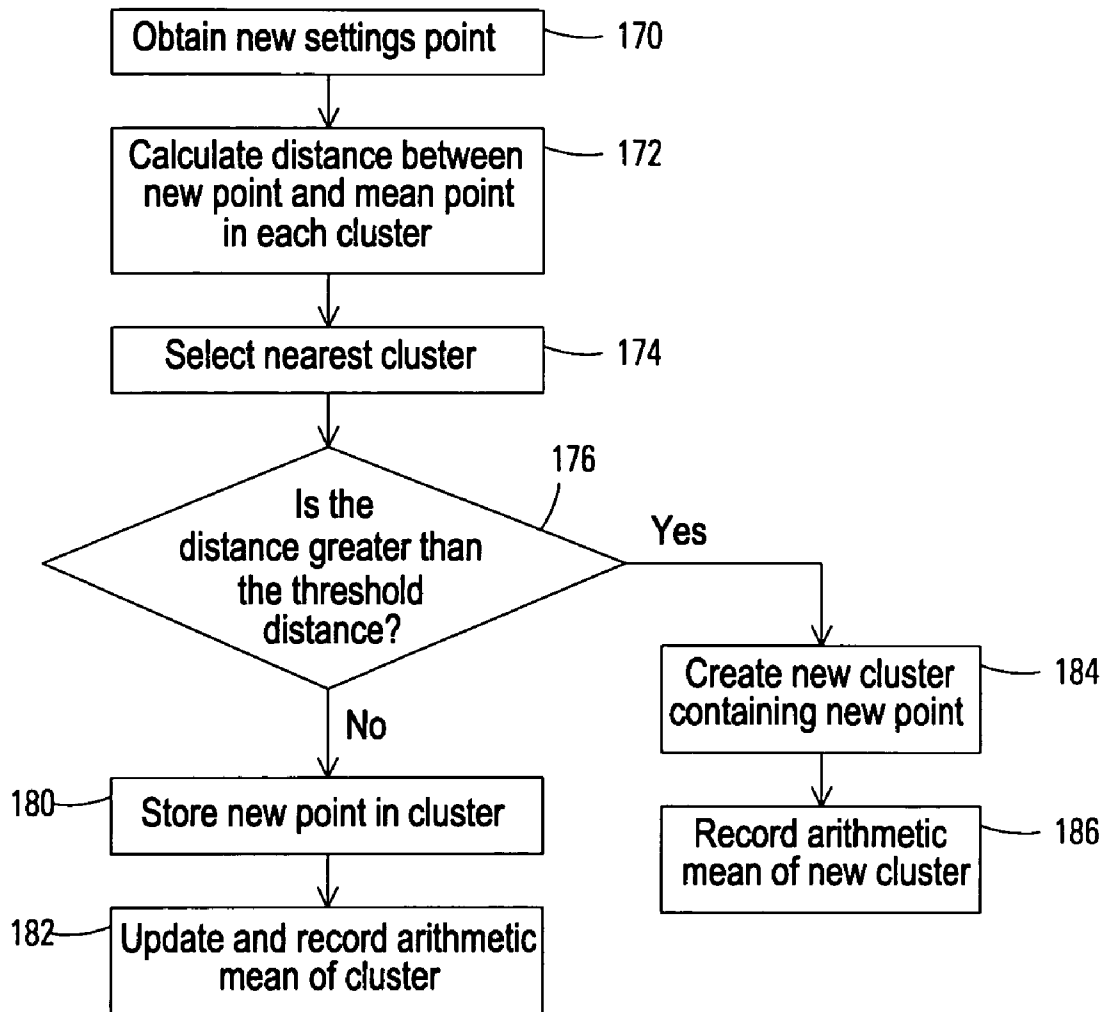 Obtain new settings point
170
Calculate distance between
new point and mean point
in each cluster
172
Select nearest cluster
174
176
Is the
distance greater than
the threshold
distance?
Yes
No
Create new cluster
containing new point
184
180
Store new point in cluster
Record arithmetic
mean of new cluster
186
182
Update and record arithmetic
mean of cluster